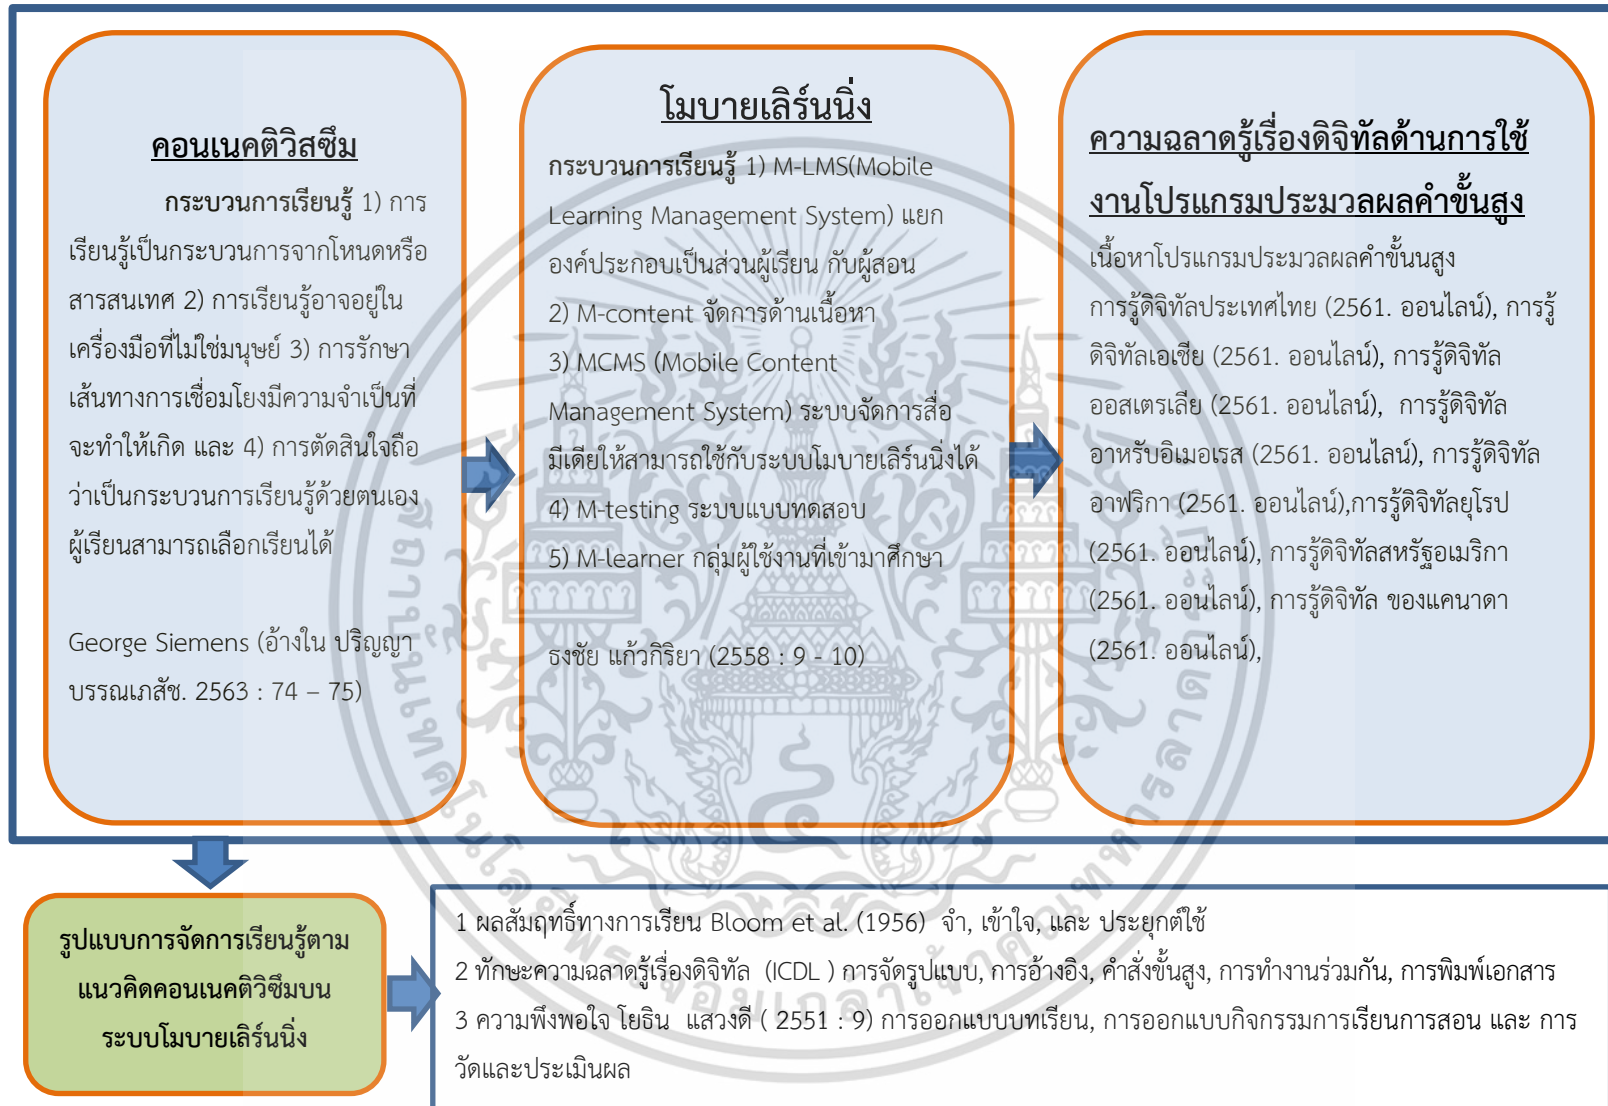 คอนเนคติวิสซึม
กระบวนการเรียนรู้ 1) การ
เรียนรู้เป็นกระบวนการจากโหนดหรือ
สารสนเทศ 2) การเรียนรู้อาจอยู่ใน
เครื่องมือที่ไม่ใช่มนุษย์ 3) การรักษา
เส้นทางการเชื่อมโยงมีความจำเป็นที่
จะทำให้เกิด และ 4) การตัดสินใจถือ
ว่าเป็นกระบวนการเรียนรู้ด้วยตนเอง
ผู้เรียนสามารถเลือกเรียนได้
George Siemens (อ้างใน ปริญญา
บรรณเภสัช. 2563 : 74 – 75)
โมบายเลิร์นนิ่ง
กระบวนการเรียนรู้ 1) M-LMS(Mobile
Learning Management System) แยก
องค์ประกอบเป็นส่วนผู้เรียน กับผู้สอน
2) M-content จัดการด้านเนื้อหา
3) MCMS (Mobile Content
Management System) ระบบจัดการสื่อ
มีเดียให้สามารถใช้กับระบบโมบายเลิร์นนิ่งได้
4) M-testing ระบบแบบทดสอบ
5) M-learner กลุ่มผู้ใช้งานที่เข้ามาศึกษา
ธงชัย แก้วกิริยา (2558 : 9 - 10)
ความฉลาดรู้เรื่องดิจิทัลด้านการใช้
งานโปรแกรมประมวลผลคำขั้นสูง
เนื้อหาโปรแกรมประมวลผลคำขั้นนสูง
การรู้ดิจิทัลประเทศไทย (2561. ออนไลน์), การรู้
ดิจิทัลเอเชีย (2561. ออนไลน์), การรู้ดิจิทัล
ออสเตรเลีย (2561. ออนไลน์), การรู้ดิจิทัล
อาหรับอิเมอเรส (2561. ออนไลน์), การรู้ดิจิทัล
อาฟริกา (2561. ออนไลน์),การรู้ดิจิทัลยุโรป
(2561. ออนไลน์), การรู้ดิจิทัลสหรัฐอเมริกา
(2561. ออนไลน์), การรู้ดิจิทัล ของแคนาดา
(2561. ออนไลน์),
รูปแบบการจัดการเรียนรู้ตาม
แนวคิดคอนเนคติวิซึมบน
ระบบโมบายเลิร์นนิ่ง
1 ผลสัมฤทธิ์ทางการเรียน Bloom et al. (1956) จำ, เข้าใจ, และ ประยุกต์ใช้
2 ทักษะความฉลาดรู้เรื่องดิจิทัล (ICDL ) การจัดรูปแบบ, การอ้างอิง, คำสั่งขั้นสูง, การทำงานร่วมกัน, การพิมพ์เอกสาร
3 ความพึงพอใจ โยธิน แสวงดี ( 2551 : 9) การออกแบบบทเรียน, การออกแบบกิจกรรมการเรียนการสอน และ การ
วัดและประเมินผล
สถาบันเทคโนโลยีพระจอมเกล้าเจ้าคุณทหารลาดกระบัง